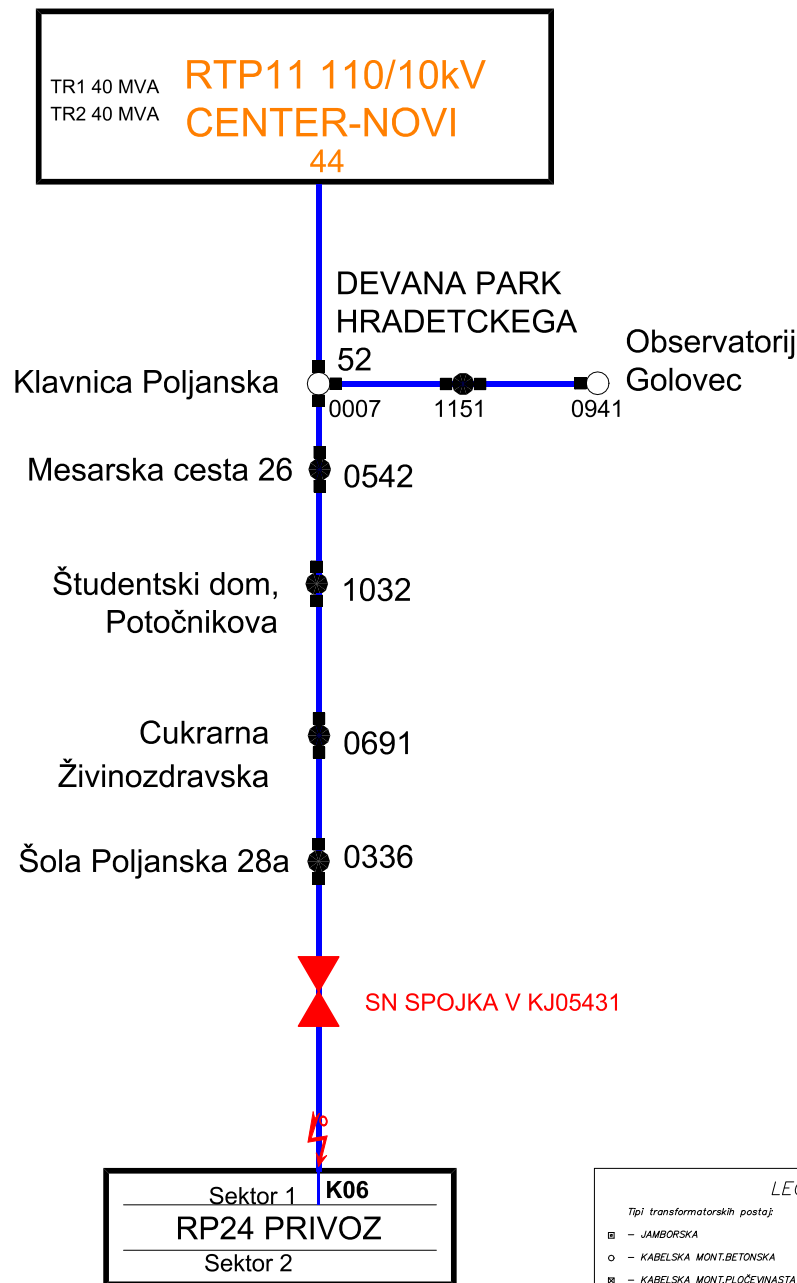 TR1 40 MVA
TR2 40 MVA
RTP11 110/10kV
CENTER-NOVI
44
DEVANA PARK
HRADETCKEGA
52
Observatorij
Golovec
Klavnica Poljanska
0007
1151
0941
Mesarska cesta 26
0542
Študentski dom,
Potočnikova
1032
Cukrarna
Živinozdravska
0691
Šola Poljanska 28a
0336
SN SPOJKA V KJ05431
Sektor 1
K06
RP24 PRIVOZ
Sektor 2
Tipi transformatorskih postaj:
– JAMBORSKA
– KABELSKA MONT.BETONSKA
– KABELSKA MONT.PLOČEVINASTA